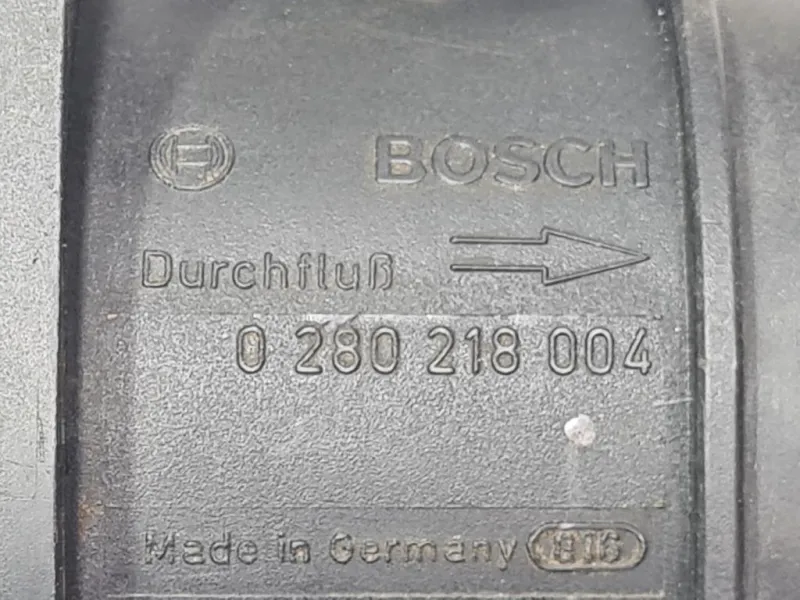 BOSCH
Durchfluß
0 280 218 004
Made in Germany